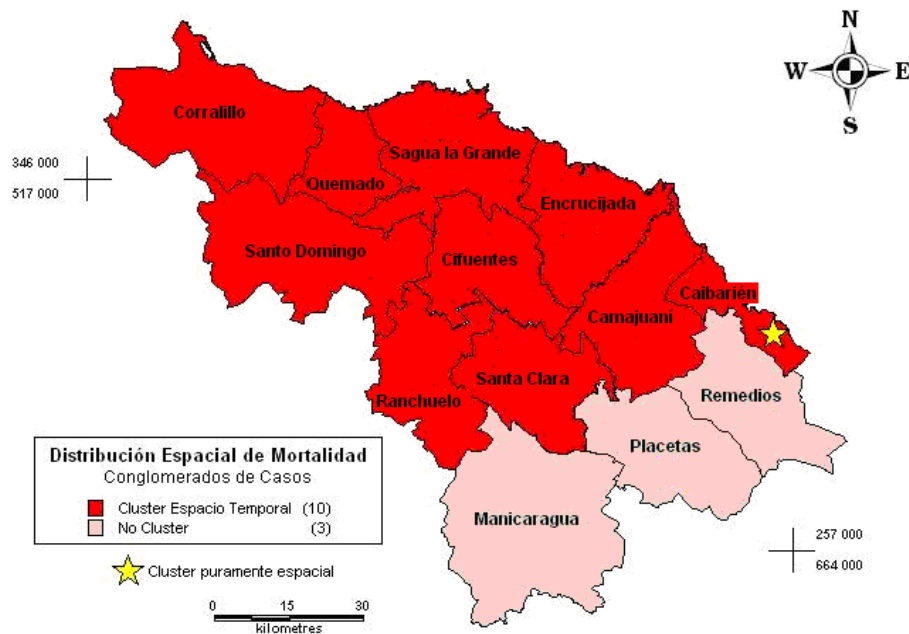 N
W E
S
Corralillo
346 000
517 000
Quemado
Sagua la Grande
Encrucijada
Santo Domingo
Cifuentes
Caibarién
Camajuaní
Ranchuelo
Santa Clara
Remedios
Placetas
Manicaragua
Distribución Espacial de Mortalidad
Conglomerados de Casos
Cluster Espacio Temporal (10)
No Cluster (3)
Cluster puramente espacial
0 15 30
kilometres
257 000
664 000